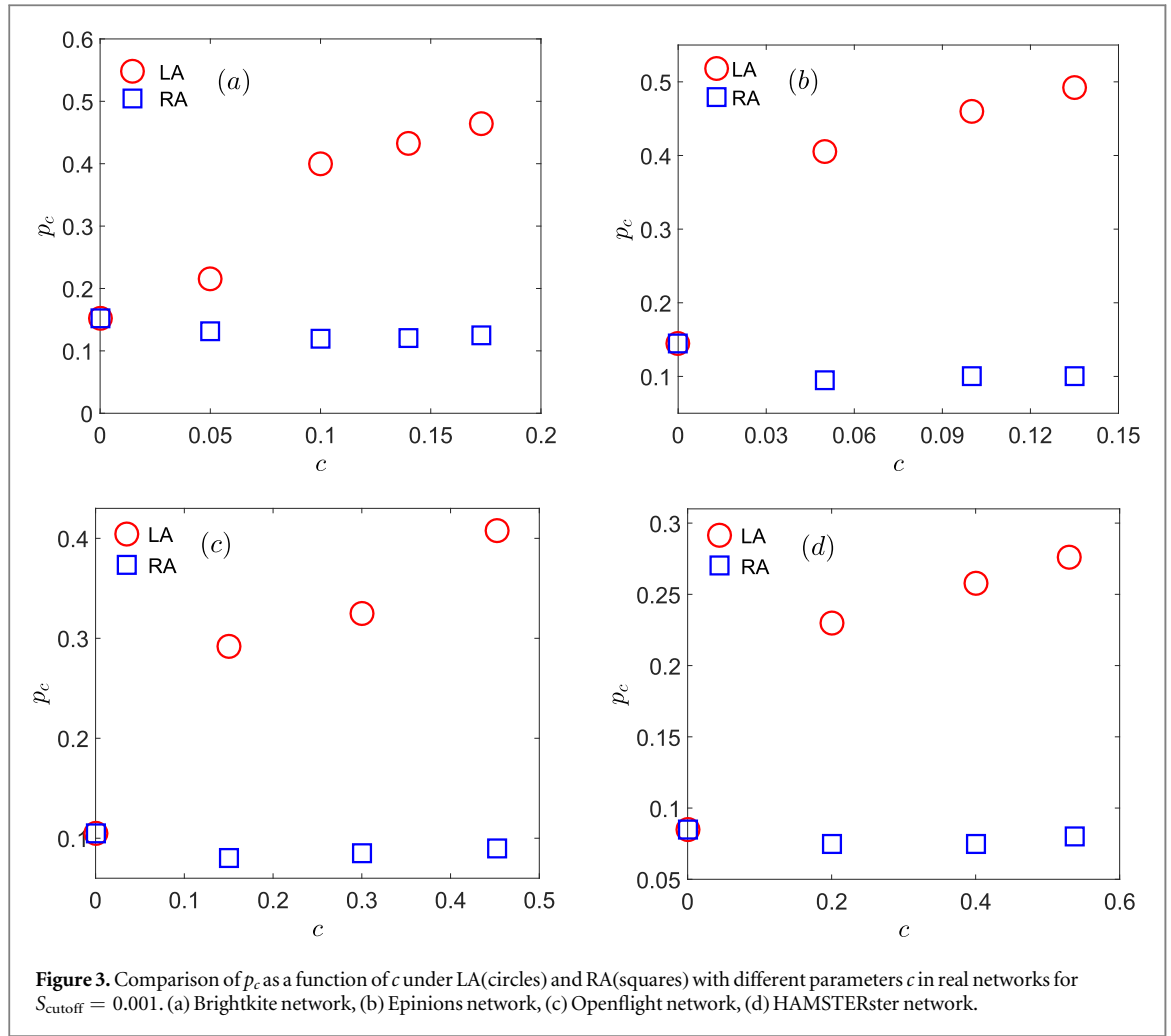 0.6
0.5
0.4
0.3
0.2
0.1
0
p_c
LA
RA
(a)
0 0.05 0.1 0.15 0.2
c
0.5
0.4
0.3
0.2
0.1
p_c
LA
RA
(b)
0 0.03 0.06 0.09 0.12 0.15
c
0.4
0.3
0.2
0.1
p_c
LA
RA
(c)
0 0.1 0.2 0.3 0.4 0.5
c
0.3
0.25
0.2
0.15
0.1
0.05
p_c
LA
RA
(d)
0 0.2 0.4 0.6
c
Figure 3. Comparison of p_c as a function of c under LA(circles) and RA(squares) with different parameters c in real networks for
S_cutoff = 0.001. (a) Brightkite network, (b) Epinions network, (c) Openflight network, (d) HAMSTERster network.